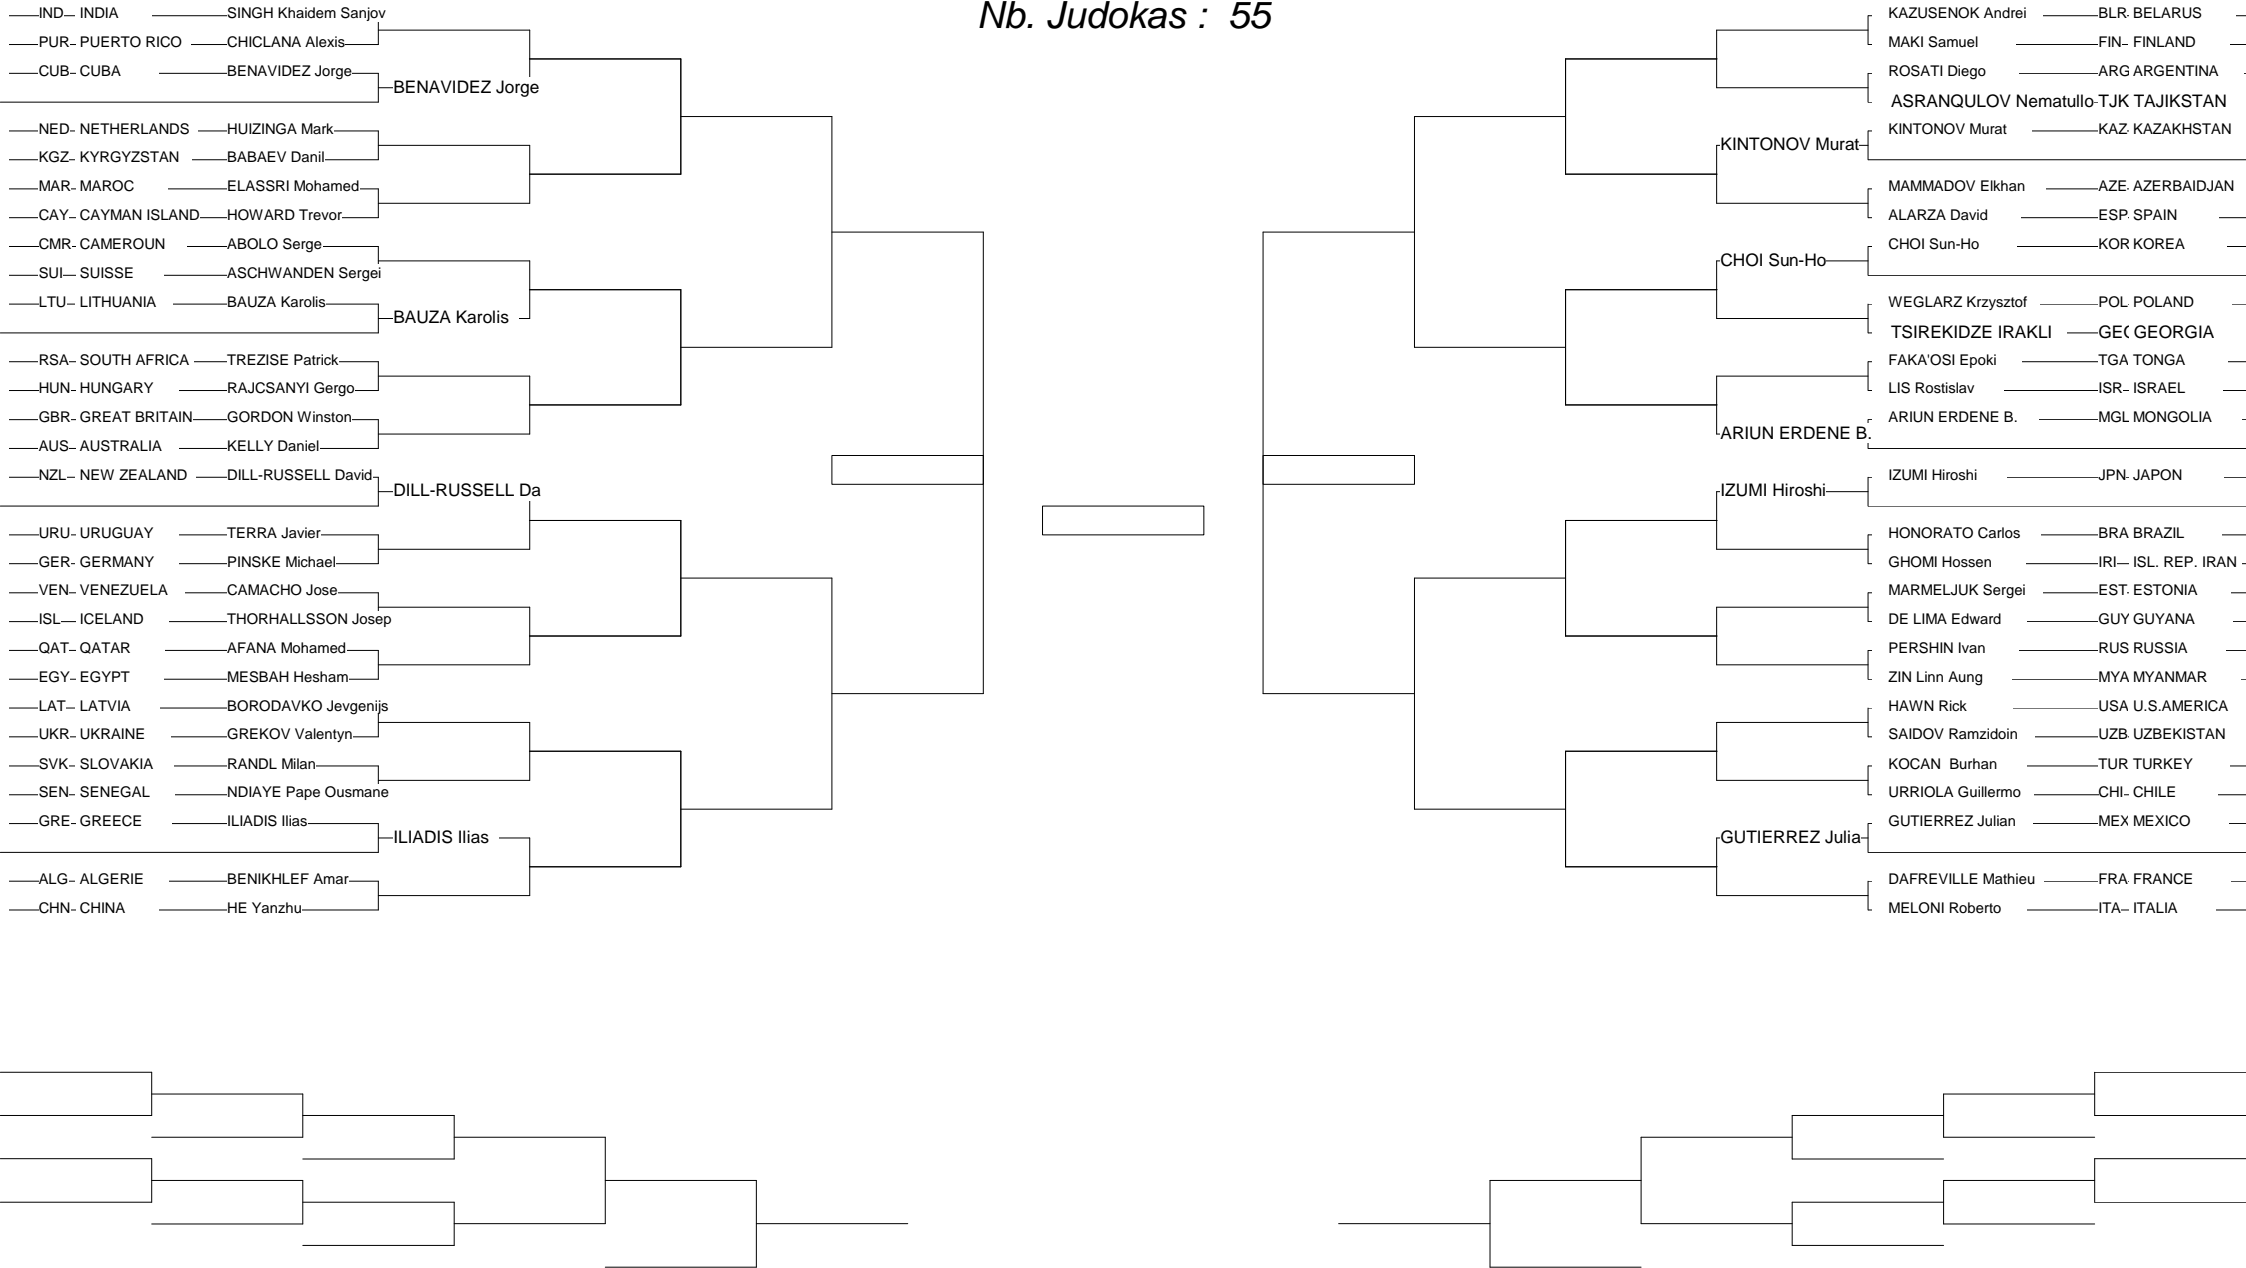 Nb. Judokas : 55
IND INDIA SINGH Khaidem Sanjov
PUR PUERTO RICO CHICLANA Alexis
CUB CUBA BENAVIDEZ Jorge
BENAVIDEZ Jorge
NED NETHERLANDS HUIZINGA Mark
KGZ KYRGYZSTAN BABAEV Danil
MAR MAROC ELASSRI Mohamed
CAY CAYMAN ISLAND HOWARD Trevor
CMR CAMEROUN ABOLO Serge
SUI SUISSE ASCHWANDEN Sergei
LTU LITHUANIA BAUZA Karolis
BAUZA Karolis
RSA SOUTH AFRICA TREZISE Patrick
HUN HUNGARY RAJCSANYI Gergo
GBR GREAT BRITAIN GORDON Winston
AUS AUSTRALIA KELLY Daniel
NZL NEW ZEALAND DILL-RUSSELL David
DILL-RUSSELL Da
URU URUGUAY TERRA Javier
GER GERMANY PINSKE Michael
VEN VENEZUELA CAMACHO Jose
ISL ICELAND THORHALLSSON Josep
QAT QATAR AFANA Mohamed
EGY EGYPT MESBAH Hesham
LAT LATVIA BORODAVKO Jevgenijs
UKR UKRAINE GREKOV Valentyn
SVK SLOVAKIA RANDL Milan
SEN SENEGAL NDIAYE Pape Ousmane
GRE GREECE ILIADIS Ilias
ILIADIS Ilias
ALG ALGERIE BENIKHLEF Amar
CHN CHINA HE Yanzhu
KAZUSENOK Andrei BLR BELARUS
MAKI Samuel FIN FINLAND
ROSATI Diego ARG ARGENTINA
ASRANQULOV Nematullo TJK TAJIKSTAN
KINTONOV Murat KAZ KAZAKHSTAN
KINTONOV Murat
MAMMADOV Elkhan AZE AZERBAIDJAN
ALARZA David ESP SPAIN
CHOI Sun-Ho KOR KOREA
CHOI Sun-Ho
WEGLARZ Krzysztof POL POLAND
TSIREKIDZE IRAKLI GE( GEORGIA
FAKA'OSI Epoki TGA TONGA
LIS Rostislav ISR ISRAEL
ARIUN ERDENE B. MGL MONGOLIA
ARIUN ERDENE B.
IZUMI Hiroshi JPN JAPON
IZUMI Hiroshi
HONORATO Carlos BRA BRAZIL
GHOMI Hossen IRI ISL. REP. IRAN
MARMELJUK Sergei EST ESTONIA
DE LIMA Edward GUY GUYANA
PERSHIN Ivan RUS RUSSIA
ZIN Linn Aung MYA MYANMAR
HAWN Rick USA U.S.AMERICA
SAIDOV Ramzidoin UZB UZBEKISTAN
KOCAN Burhan TUR TURKEY
URRIOLA Guillermo CHI CHILE
GUTIERREZ Julian MEX MEXICO
GUTIERREZ Julia
DAFREVILLE Mathieu FRA FRANCE
MELONI Roberto ITA ITALIA